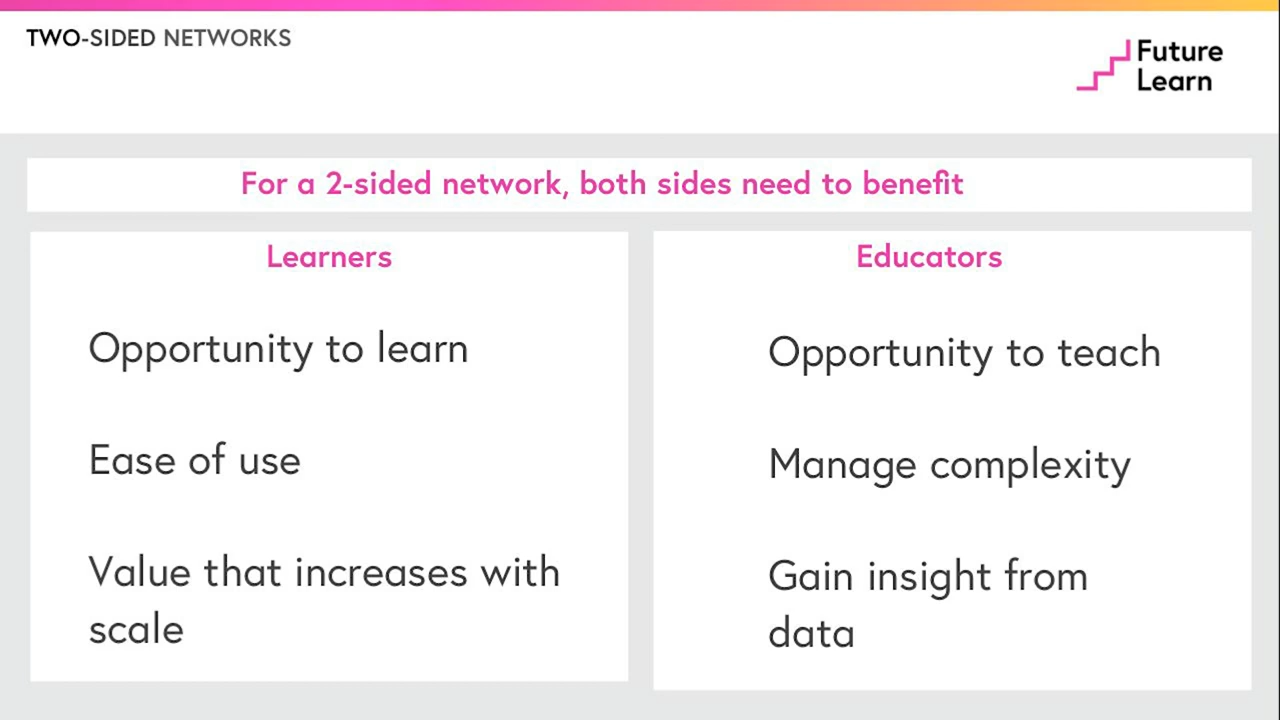 TWO-SIDED NETWORKS
Future
Learn
For a 2-sided network, both sides need to benefit
Learners
Opportunity to learn
Ease of use
Value that increases with
scale
Educators
Opportunity to teach
Manage complexity
Gain insight from
data